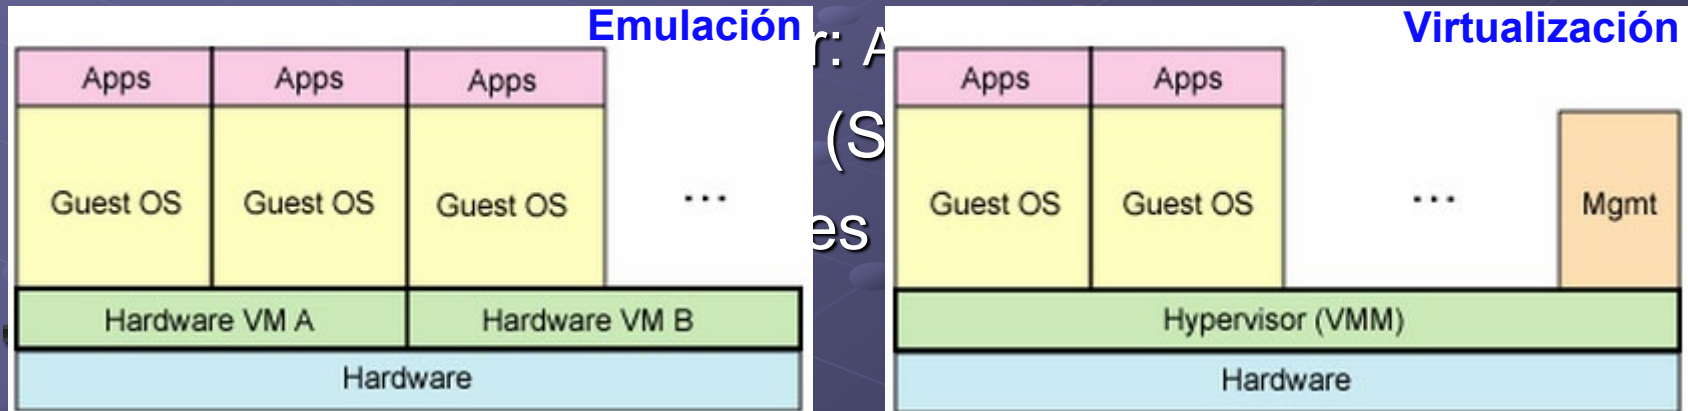 Emulación
Apps Apps Apps
Guest OS Guest OS Guest OS ...
Hardware VM A Hardware VM B
Hardware
r: A
(S
es
Virtualización
Apps Apps
Guest OS Guest OS ... Mgmt
Hypervisor (VMM)
Hardware